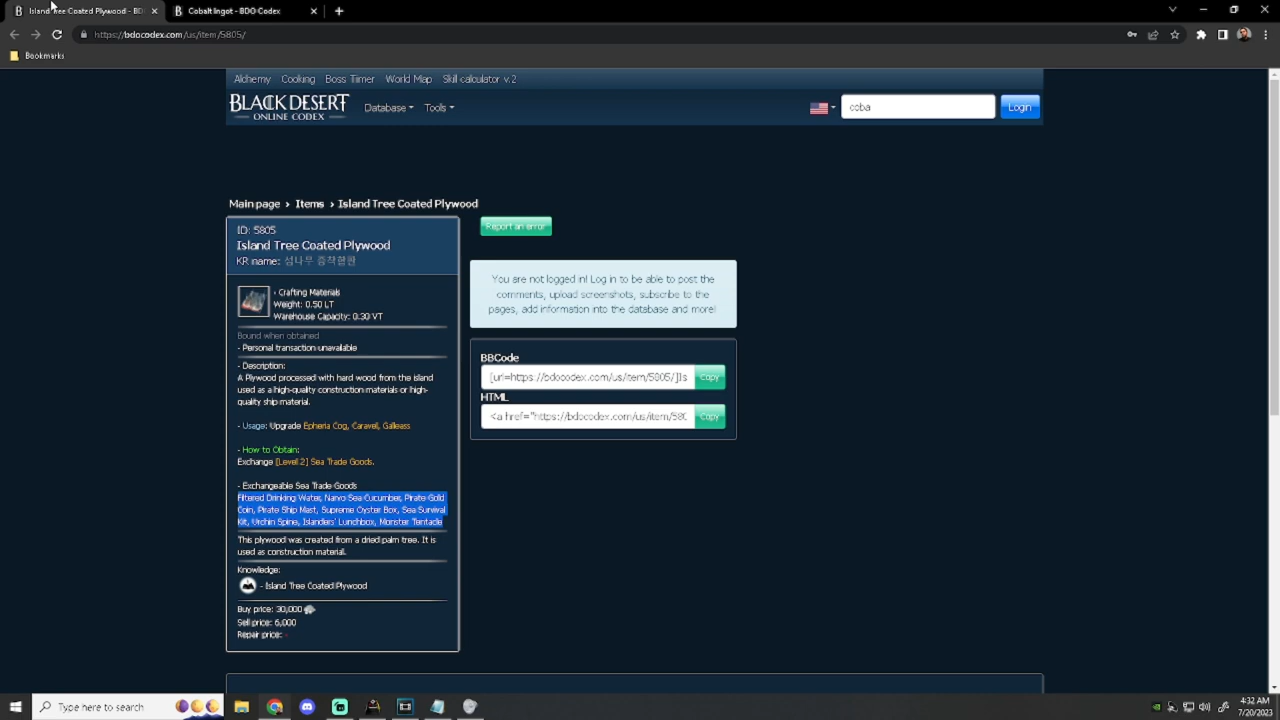 Island Tree Coated Plywood - BD
Cobalt Ingot - BDO Codex
https://bdocodex.com/us/item/5805/
Bookmarks
Alchemy Cooking Boss Timer World Map Skill calculator v.2
BLACK DESERT
ONLINE CODEX
Database Tools
coba
Login
Main page > Items > Island Tree Coated Plywood
ID: 5805
Island Tree Coated Plywood
KR name: 섬나무 증착합판
- Crafting Materials
Weight: 0.50 LT
Warehouse Capacity: 0.30 VT
Bound when obtained
- Personal transaction unavailable
- Description:
A Plywood processed with hard wood from the island
used as a high-quality construction materials or high-
quality ship material.
- Usage: Upgrade Epheria Cog, Caravel, Galleass
- How to Obtain:
Exchange [Level 2] Sea Trade Goods.
- Exchangeable Sea Trade Goods
Filtered Drinking Water, Narvo Sea Cucumber, Pirate Gold
Coin, Pirate Ship Mast, Supreme Oyster Box, Sea Survival
Kit, Urchin Spine, Islanders' Lunchbox, Monster Tentacle
This plywood was created from a dried palm tree. It is
used as construction material.
Knowledge:
- Island Tree Coated Plywood
Buy price: 30,000
Sell price: 6,000
Repair price: -
Report an error
You are not logged in! Log in to be able to post the
comments, upload screenshots, subscribe to the
pages, add information into the database and more!
BBCode
[url=https://bdocodex.com/us/item/5805/]Is
Copy
HTML
<a href="https://bdocodex.com/us/item/580
Copy
Type here to search
4:32 AM
7/20/2023